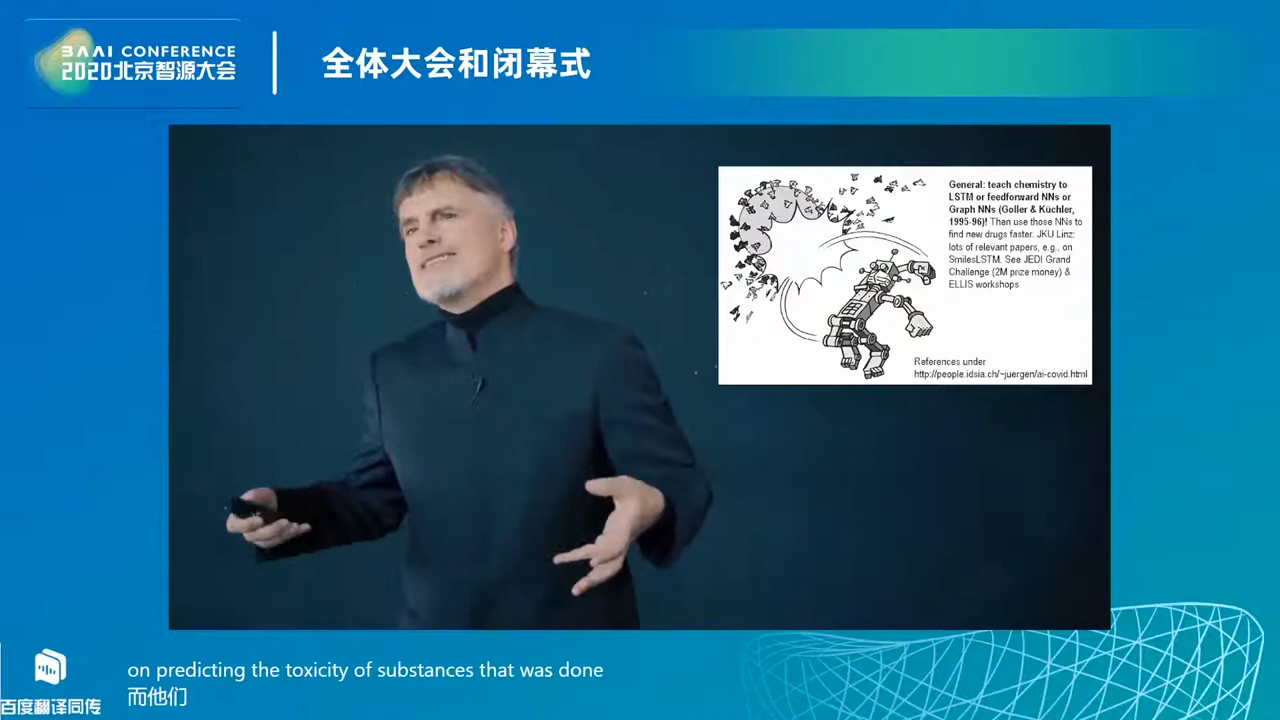 BAAI CONFERENCE
2020北京智源大会
全体大会和闭幕式
General: teach chemistry to
LSTM or feedforward NNs or
Graph NNs (Goller & Küchler,
1995-96)! Then use those NNs to
find new drugs faster. JKU Linz:
lots of relevant papers, e.g., on
SmilesLSTM. See JEDI Grand
Challenge (2M prize money) &
ELLIS workshops
References under
http://people.idsia.ch/~juergen/ai-covid.html
on predicting the toxicity of substances that was done
而他们
百度翻译同传